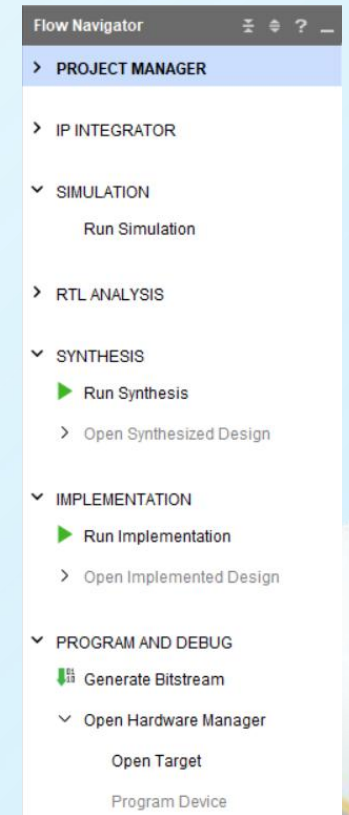 Flow Navigator ?
PROJECT MANAGER
IP INTEGRATOR
SIMULATION
Run Simulation
RTL ANALYSIS
SYNTHESIS
Run Synthesis
Open Synthesized Design
IMPLEMENTATION
Run Implementation
Open Implemented Design
PROGRAM AND DEBUG
Generate Bitstream
Open Hardware Manager
Open Target
Program Device